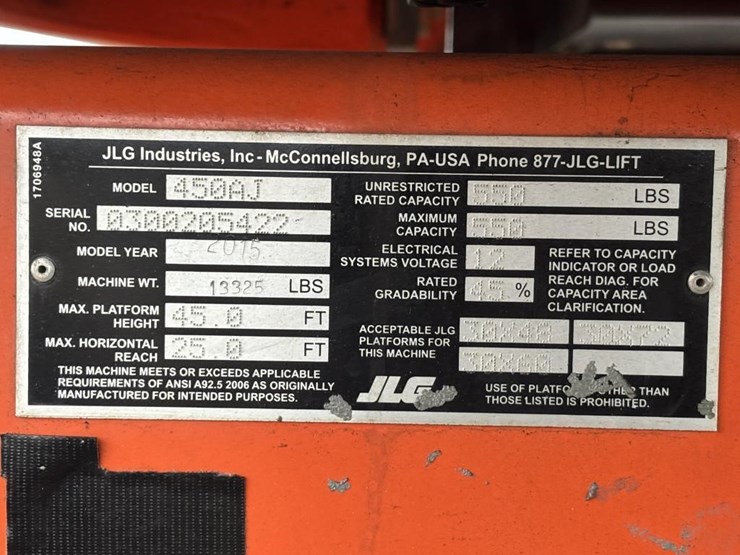 1706948A
JLG Industries, Inc - McConnellsburg, PA-USA Phone 877-JLG-LIFT
MODEL 450AJ
SERIAL NO. 0300205422
MODEL YEAR 2015
MACHINE WT. 13325 LBS
MAX. PLATFORM HEIGHT 45.0 FT
MAX. HORIZONTAL REACH 25.0 FT
THIS MACHINE MEETS OR EXCEEDS APPLICABLE
REQUIREMENTS OF ANSI A92.5 2006 AS ORIGINALLY
MANUFACTURED FOR INTENDED PURPOSES.
UNRESTRICTED
RATED CAPACITY 550 LBS
MAXIMUM
CAPACITY 550 LBS
ELECTRICAL
SYSTEMS VOLTAGE 12
RATED
GRADABILITY 45 %
REFER TO CAPACITY
INDICATOR OR LOAD
REACH DIAG. FOR
CAPACITY AREA
CLARIFICATION.
ACCEPTABLE JLG
PLATFORMS FOR
THIS MACHINE
30X48
30X72
30X60
JLG
USE OF THAN
THOSE LISTED IS PROHIBITED.